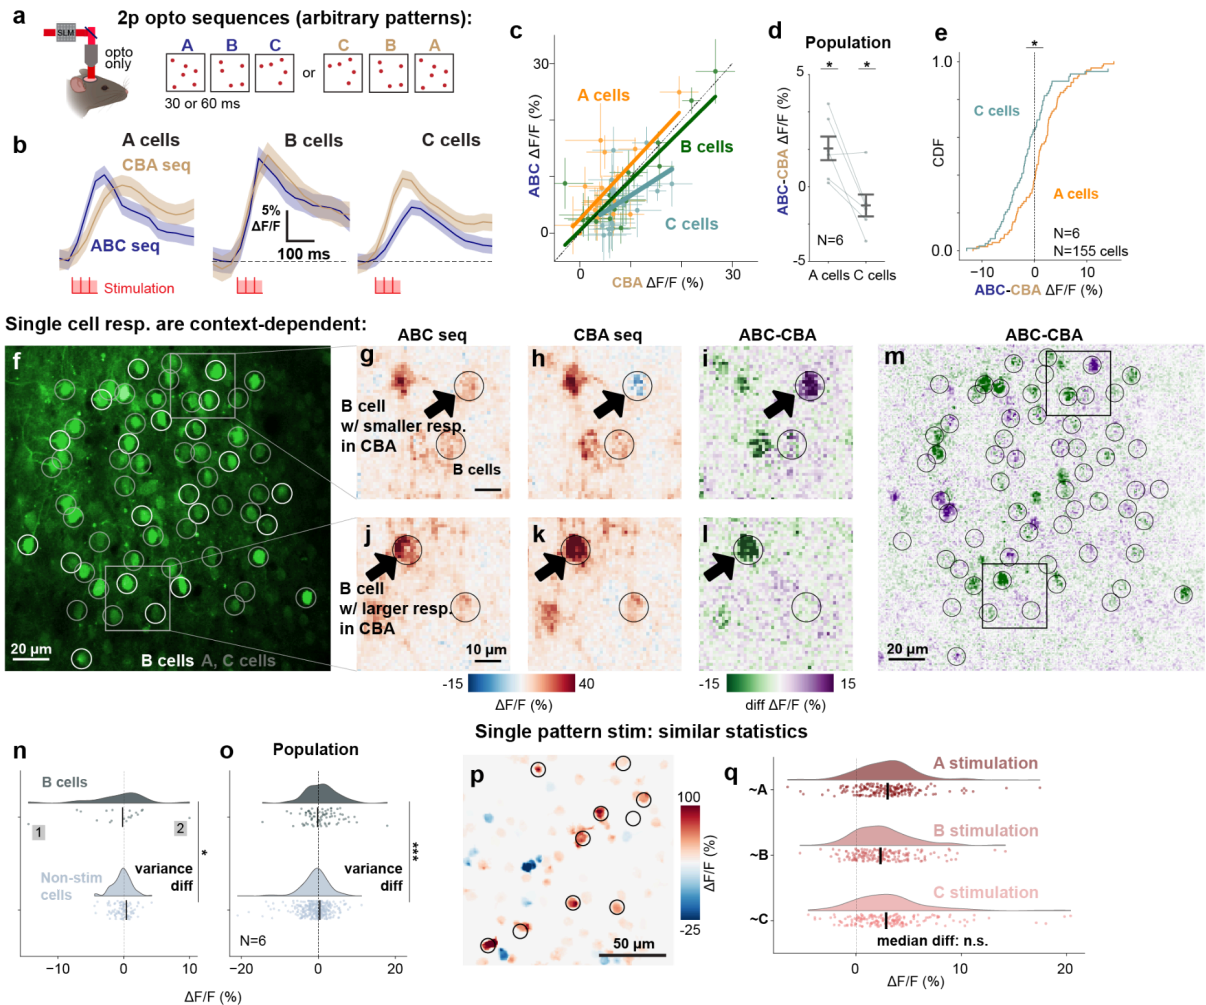 a
2p opto sequences (arbitrary patterns):
SLM
opto
only
A B C C B A
or
30 or 60 ms
b
A cells B cells C cells
CBA seq
ABC seq
5%
ΔF/F
100 ms
Stimulation
c
30
0
ABC ΔF/F (%)
A cells
B cells
C cells
0 30
CBA ΔF/F (%)
d
Population
* *
5
0
-5
ABC-CBA ΔF/F (%)
N=6
A cells C cells
e
*
1.0
0.0
CDF
C cells
A cells
N=6
N=155 cells
−10 0 10
ABC-CBA ΔF/F (%)
Single cell resp. are context-dependent:
ABC seq CBA seq ABC-CBA ABC-CBA
f
20 µm
B cells A, C cells
g h i
B cell
w/ smaller resp.
in CBA
B cells
j k l
B cell
w/ larger resp.
in CBA
10 µm
-15 40
ΔF/F (%)
-15 15
diff ΔF/F (%)
m
20 µm
n
B cells
1 2
*
Non-stim
cells
variance
diff
−10 0 10
o
Population
***
variance
diff
N=6
−20 0 20
ΔF/F (%)
Single pattern stim: similar statistics
p
100
-25
ΔF/F (%)
50 µm
q
~A
A stimulation
~B
B stimulation
~C
C stimulation
median diff: n.s.
0 10 20
ΔF/F (%)